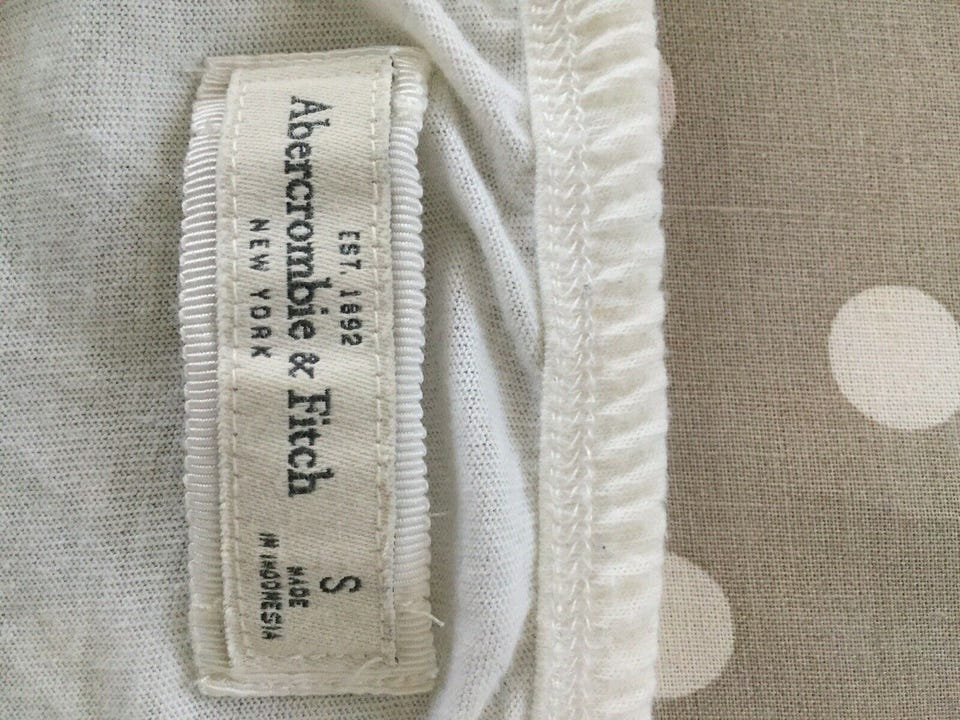 EST. 1892
Abercrombie & Fitch
NEW YORK
S
MADE
IN INDONESIA